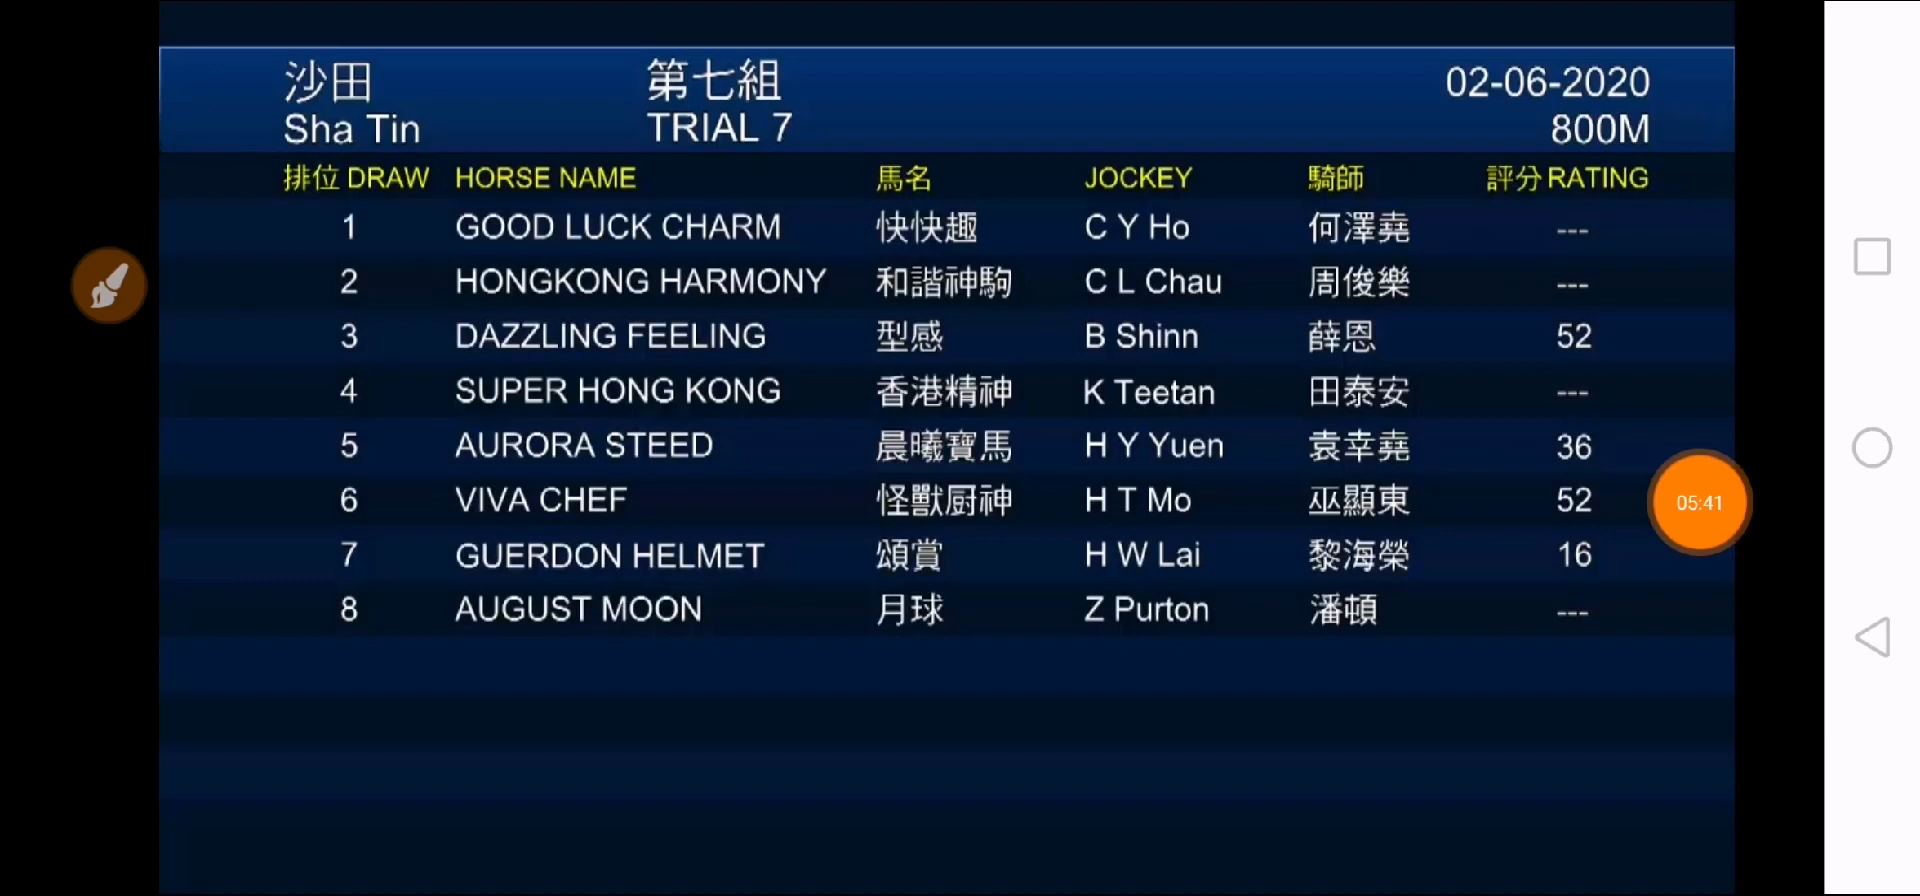 沙田 第七組 02-06-2020
Sha Tin TRIAL 7 800M
排位 DRAW HORSE NAME 馬名 JOCKEY 騎師 評分 RATING
1 GOOD LUCK CHARM 快快趣 C Y Ho 何澤堯 ---
2 HONGKONG HARMONY 和諧神駒 C L Chau 周俊樂 ---
3 DAZZLING FEELING 型感 B Shinn 薛恩 52
4 SUPER HONG KONG 香港精神 K Teetan 田泰安 ---
5 AURORA STEED 晨曦寶馬 H Y Yuen 袁幸堯 36
6 VIVA CHEF 怪獸厨神 H T Mo 巫顯東 52
7 GUERDON HELMET 頌賞 H W Lai 黎海榮 16
8 AUGUST MOON 月球 Z Purton 潘頓 ---
05:41